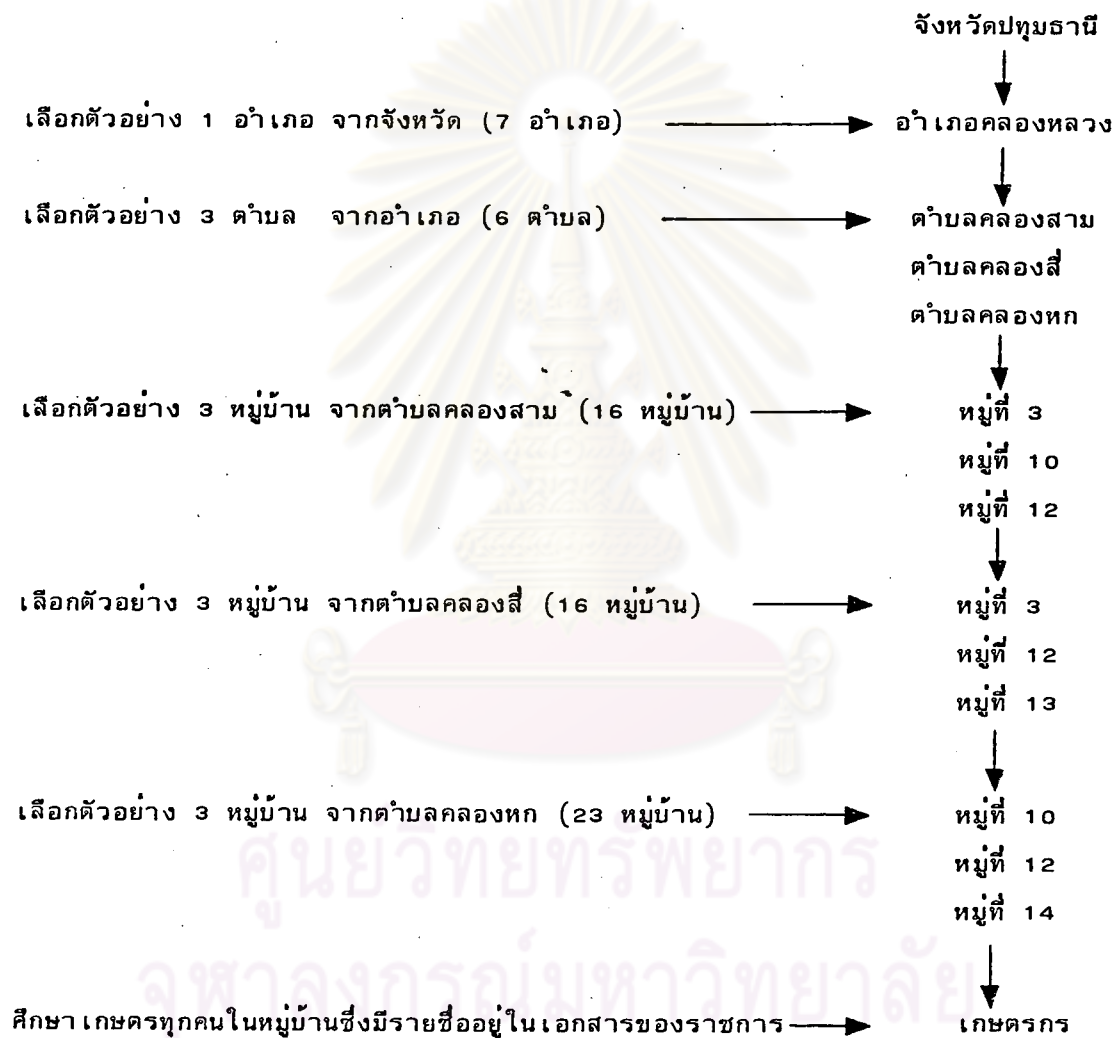 จังหวัดปทุมธานี
เลือกตัวอย่าง 1 อำเภอ จากจังหวัด (7 อำเภอ) อำเภอคลองหลวง
เลือกตัวอย่าง 3 ตำบล จากอำเภอ (6 ตำบล) ตำบลคลองสาม
ตำบลคลองสี่
ตำบลคลองหก
เลือกตัวอย่าง 3 หมู่บ้าน จากตำบลคลองสาม (16 หมู่บ้าน) หมู่ที่ 3
หมู่ที่ 10
หมู่ที่ 12
เลือกตัวอย่าง 3 หมู่บ้าน จากตำบลคลองสี่ (16 หมู่บ้าน) หมู่ที่ 3
หมู่ที่ 12
หมู่ที่ 13
เลือกตัวอย่าง 3 หมู่บ้าน จากตำบลคลองหก (23 หมู่บ้าน) หมู่ที่ 10
หมู่ที่ 12
หมู่ที่ 14
ศูนย์วิทยทรัพยากร
จุฬาลงกรณ์มหาวิทยาลัย
ศึกษาเกษตรทุกคนในหมู่บ้านซึ่งมีรายชื่ออยู่ในเอกสารของราชการ เกษตรกร